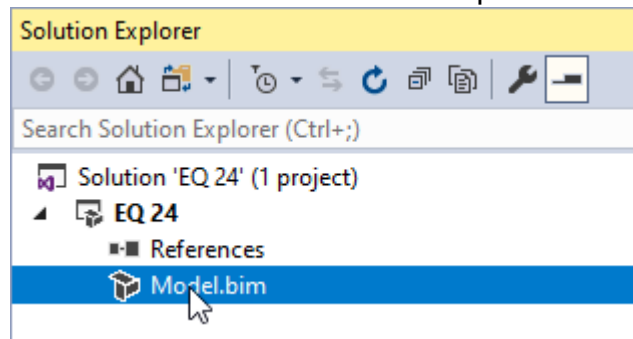 Solution Explorer
Search Solution Explorer (Ctrl+;)
Solution 'EQ 24' (1 project)
EQ 24
References
Model.bim